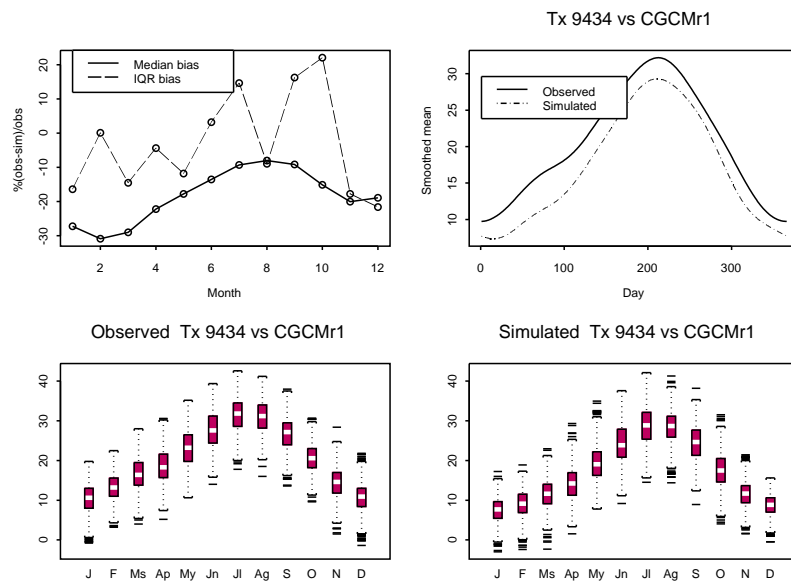 Tx 9434 vs CGCMr1
Median bias
IQR bias
%(obs-sim)/obs
-30 -20 -10 0 10 20
2 4 6 8 10 12
Month
Observed
Simulated
Smoothed mean
10 15 20 25 30
0 100 200 300
Day
Observed Tx 9434 vs CGCMr1
0 10 20 30 40
J F Ms Ap My Jn Jl Ag S O N D
Simulated Tx 9434 vs CGCMr1
0 10 20 30 40
J F Ms Ap My Jn Jl Ag S O N D